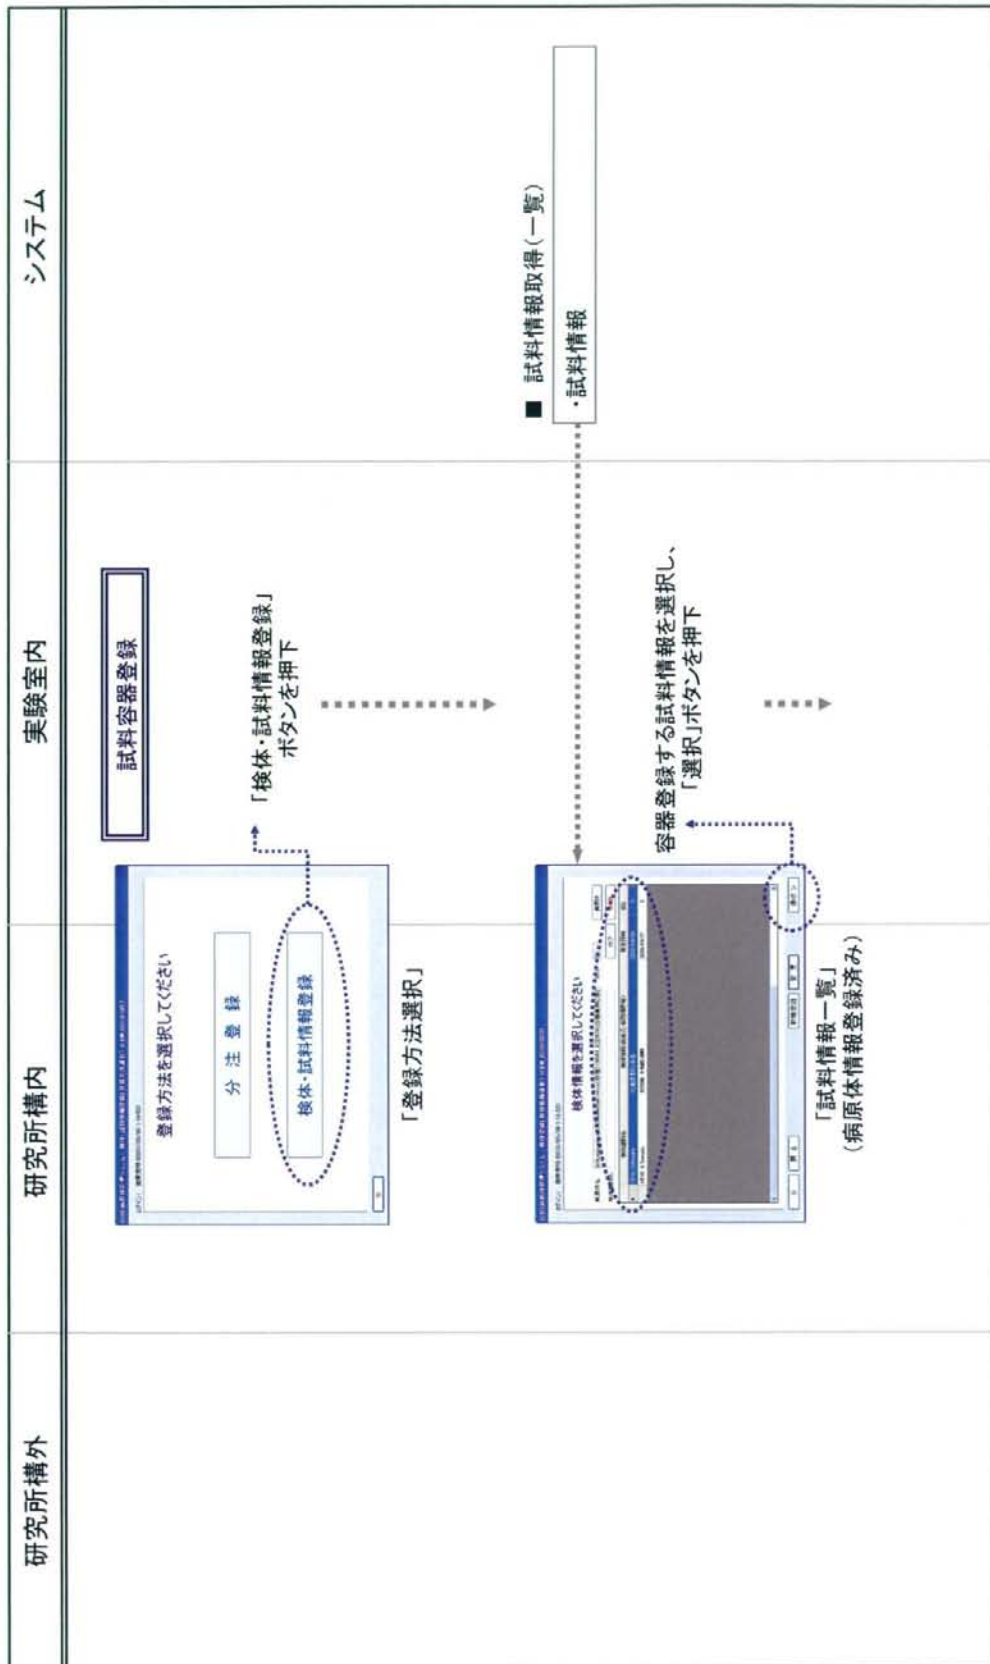 研究所構外
研究所構内
実験室内
システム
試料容器登録
登録方法を選択してください
分注登録
検体・試料情報登録
「登録方法選択」
「検体・試料情報登録」
ボタンを押下
■ 試料情報取得(一覧)
・試料情報
検体情報を選択してください
戻る
「試料情報一覧」
(病原体情報登録済み)
容器登録する試料情報を選択し、
「選択」ボタンを押下